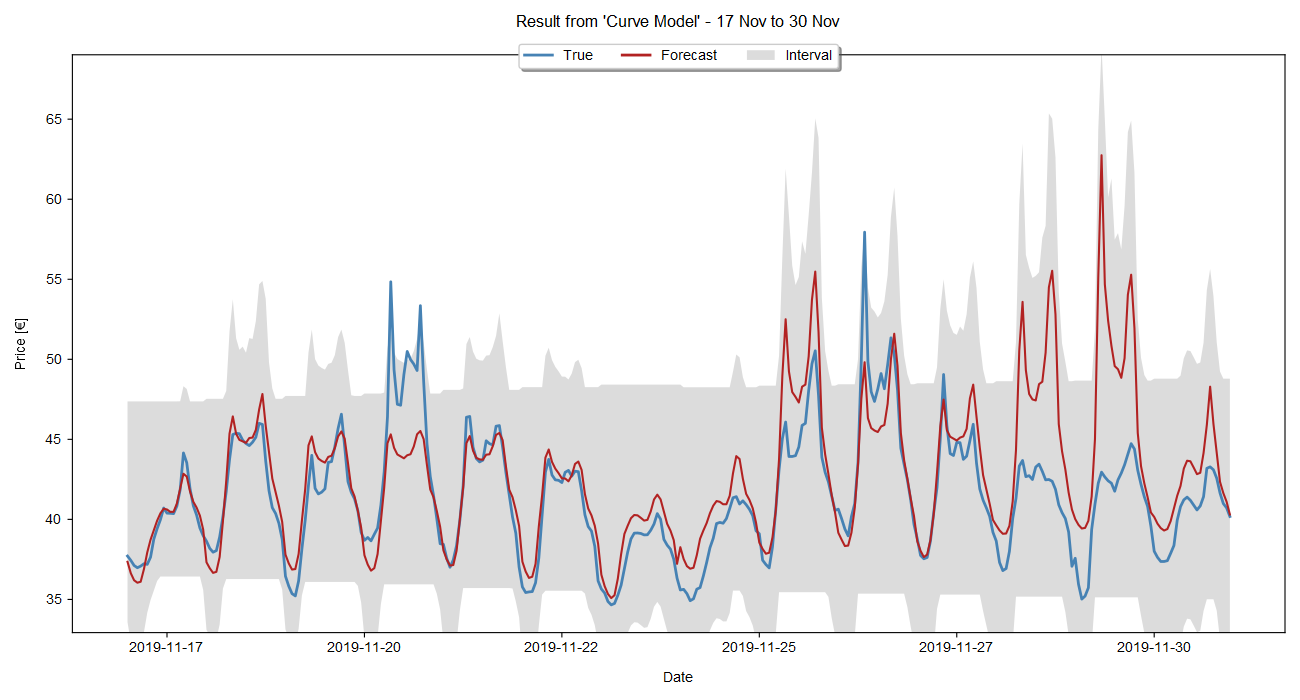 Result from 'Curve Model' - 17 Nov to 30 Nov
True Forecast Interval
Price [€]
65
60
55
50
45
40
35
2019-11-17 2019-11-20 2019-11-22 2019-11-25 2019-11-27 2019-11-30
Date